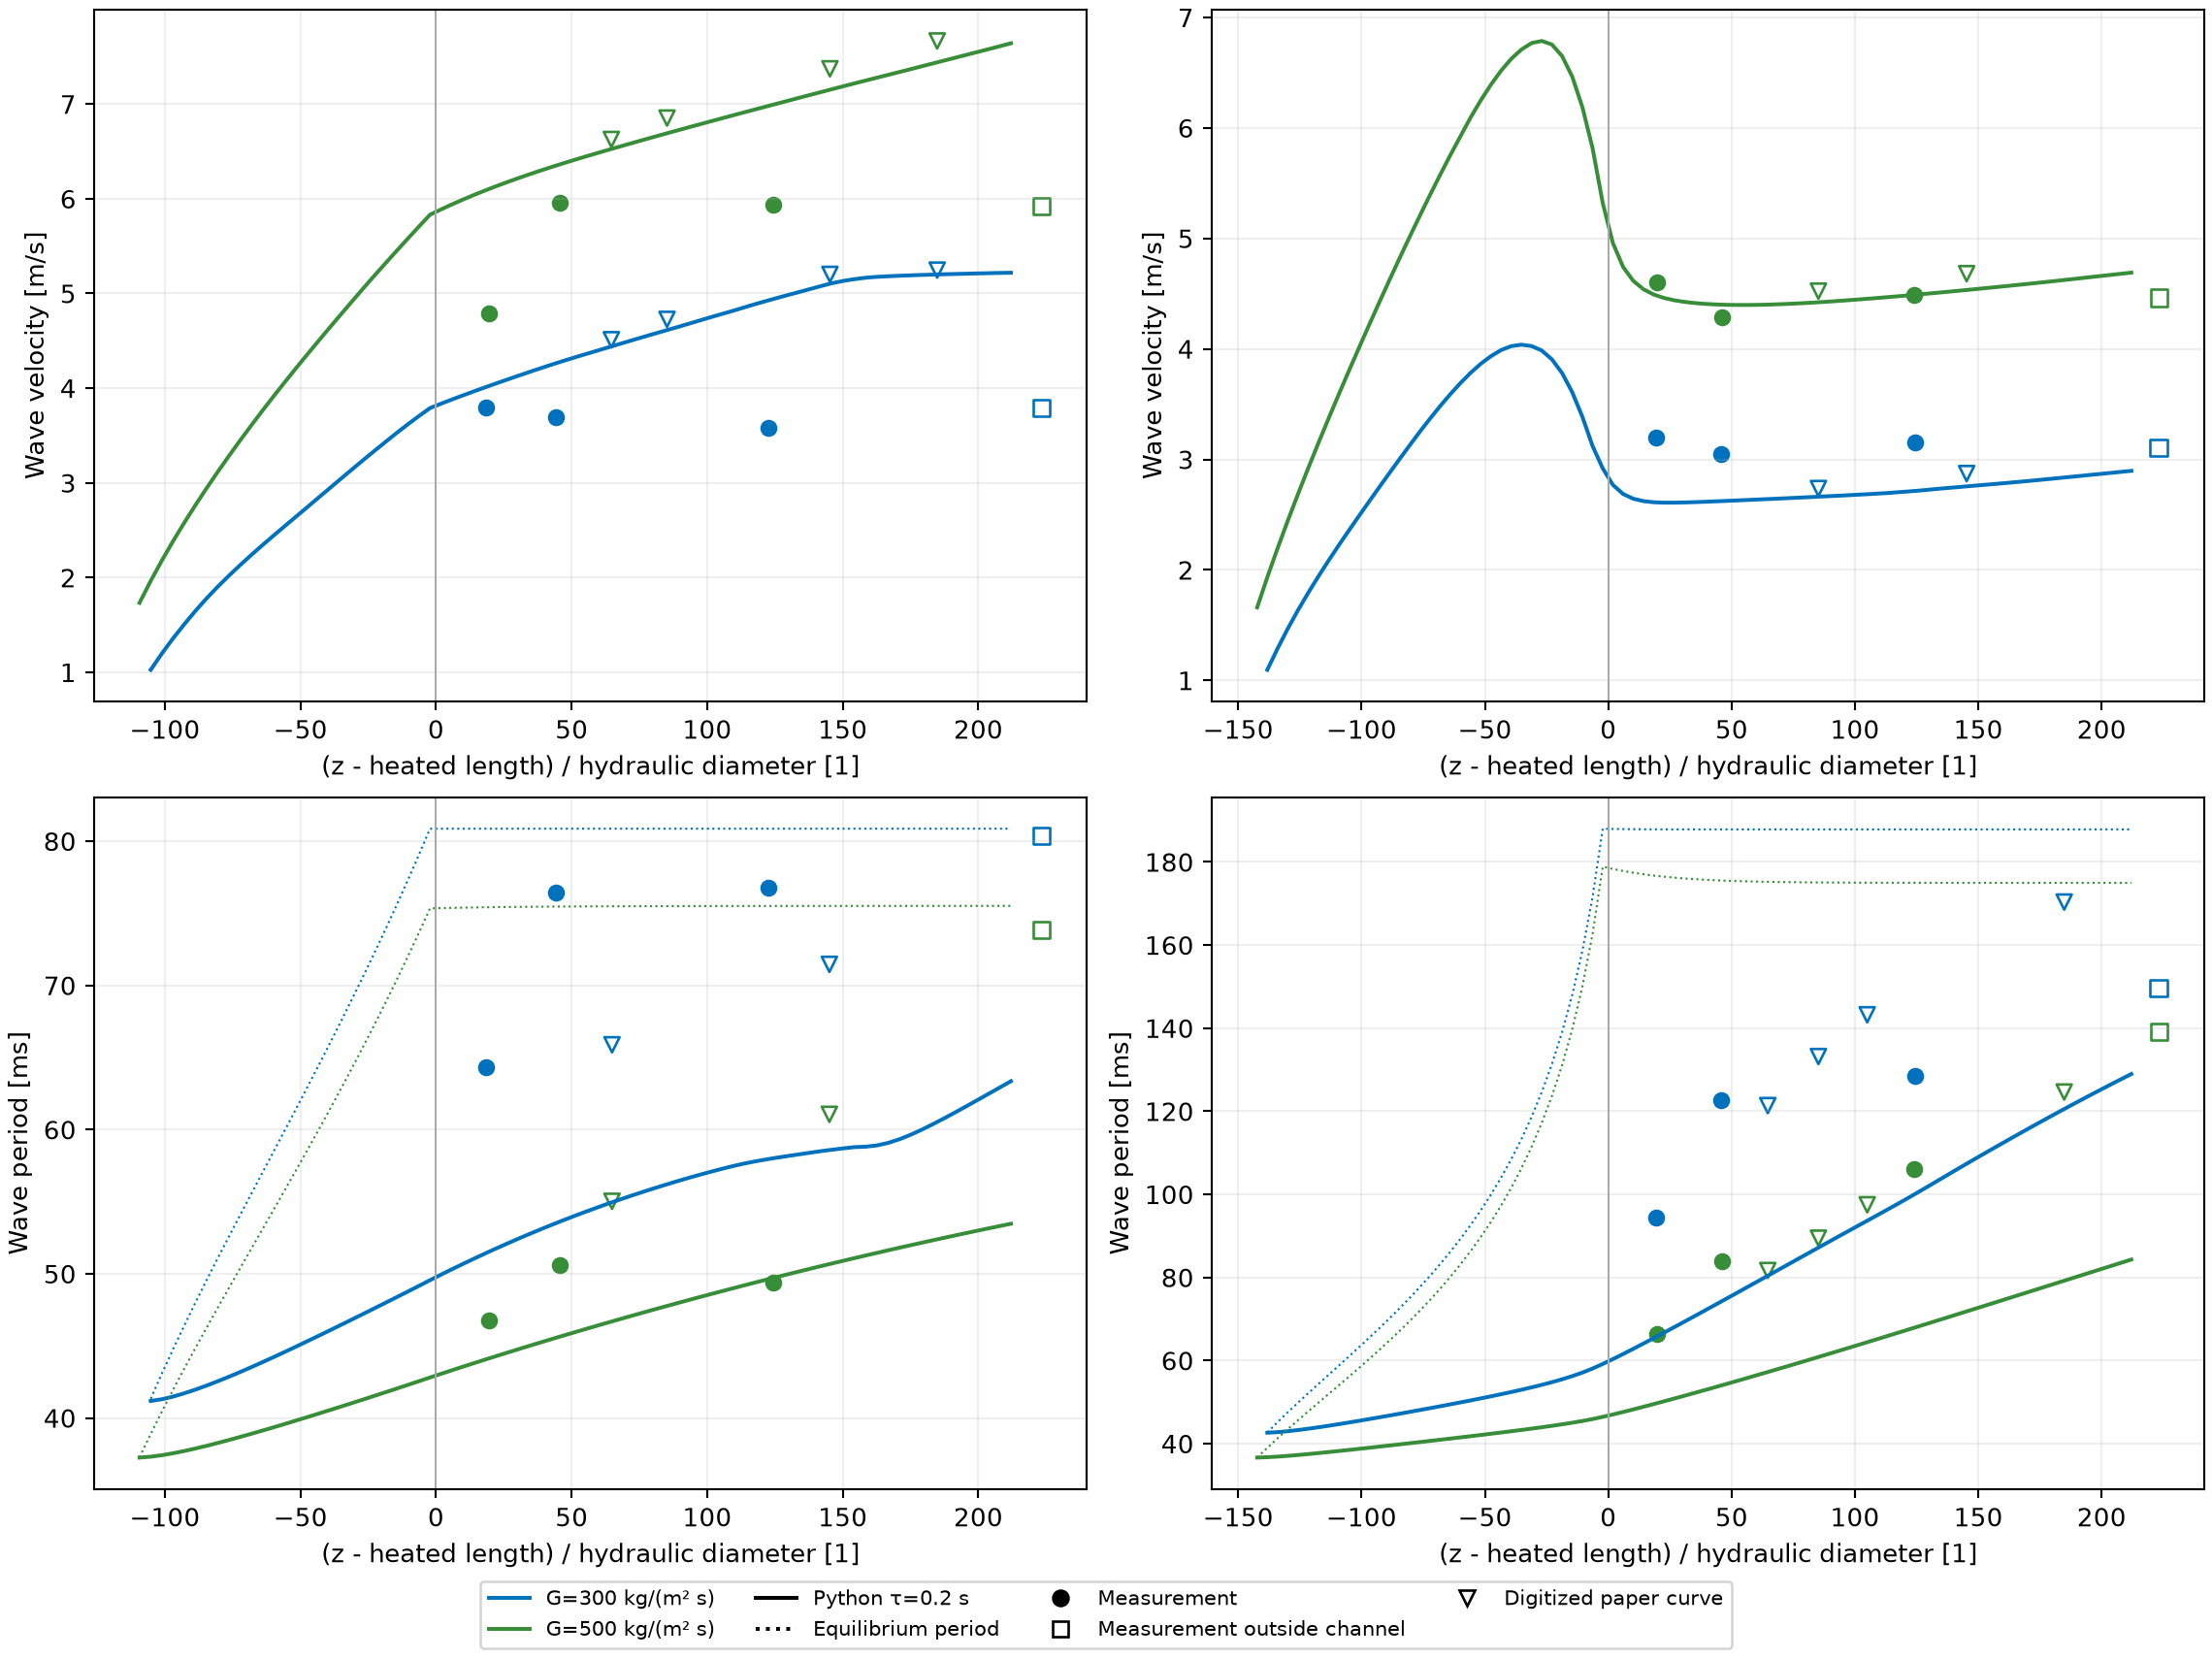 Wave velocity [m/s]
7
6
5
4
3
2
1
−100 −50 0 50 100 150 200
(z - heated length) / hydraulic diameter [1]
Wave velocity [m/s]
7
6
5
4
3
2
1
−150 −100 −50 0 50 100 150 200
(z - heated length) / hydraulic diameter [1]
Wave period [ms]
80
70
60
50
40
−100 −50 0 50 100 150 200
(z - heated length) / hydraulic diameter [1]
Wave period [ms]
180
160
140
120
100
80
60
40
−150 −100 −50 0 50 100 150 200
(z - heated length) / hydraulic diameter [1]
G=300 kg/(m² s)
G=500 kg/(m² s)
Python τ=0.2 s
Equilibrium period
Measurement
Measurement outside channel
Digitized paper curve